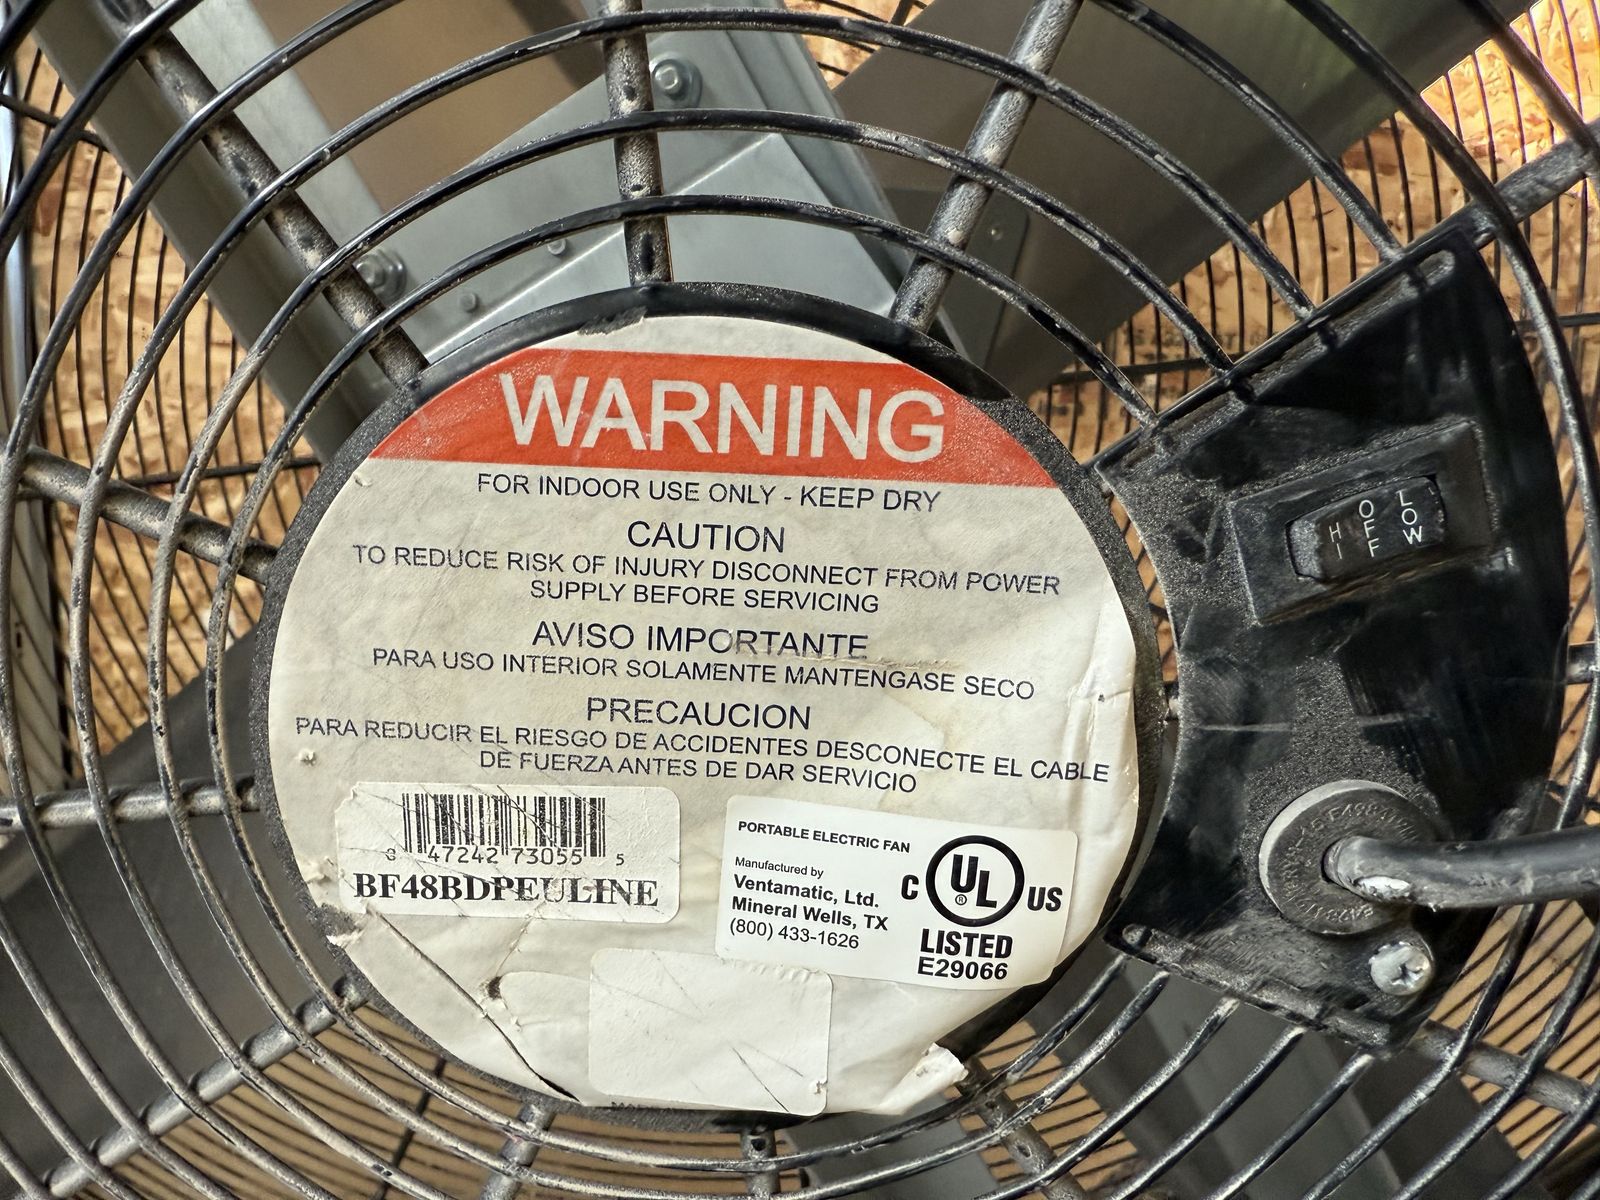 WARNING
FOR INDOOR USE ONLY - KEEP DRY
CAUTION
TO REDUCE RISK OF INJURY DISCONNECT FROM POWER
SUPPLY BEFORE SERVICING
AVISO IMPORTANTE
PARA USO INTERIOR SOLAMENTE MANTENGASE SECO
PRECAUCION
PARA REDUCIR EL RIESGO DE ACCIDENTES DESCONECTE EL CABLE
DE FUERZA ANTES DE DAR SERVICIO
47242 73055 5
BF48BDPEULINE
PORTABLE ELECTRIC FAN
Manufactured by
Ventamatic, Ltd.
Mineral Wells, TX
(800) 433-1626
C UL ® US
LISTED
E29066
HI OFF LOW